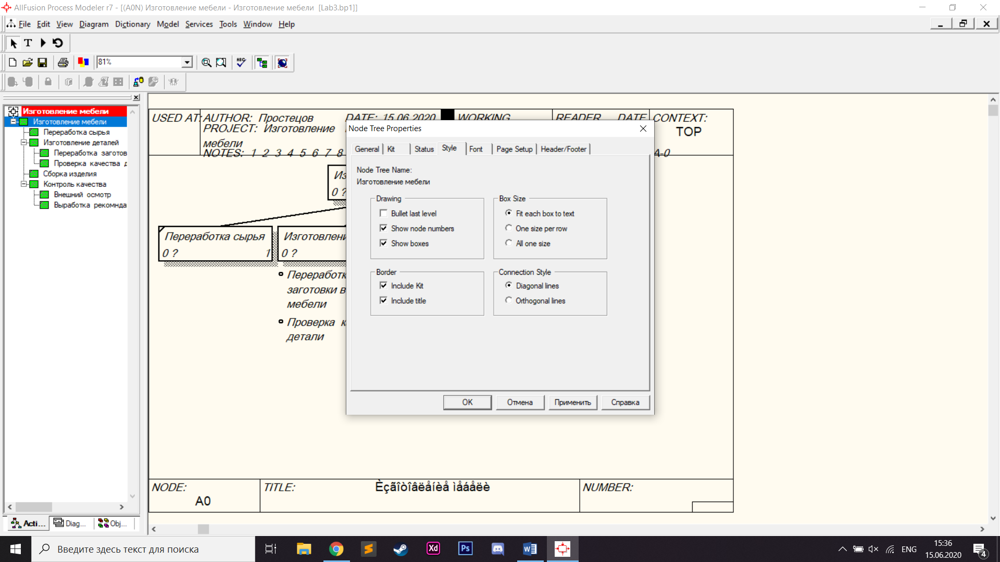 AllFusion Process Modeler r7 - [(A0N) Изготовление мебели - Изготовление мебели  [Lab3.bp1]]
File Edit View Diagram Dictionary Model Services Tools Window Help
T
81%
ABC
Изготовление мебели
Изготовление мебели
Переработка сырья
Изготовление деталей
Переработка заготов
Проверка качества д
Сборка изделия
Контроль качества
Внешний осмотр
Выработка рекомнда
Acti... Diag... Obj...
USED AT: AUTHOR: Простецов DATE: 15.06.2020 WORKING READER DATE CONTEXT:
PROJECT: Изготовление
мебели
TOP
NOTES: 1 2 3 4 5 6 7 8
A-0
Из
0 ?
Переработка сырья
0 ? 1
Изготовлени
0 ?
Переработк
заготовки в
мебели
Проверка к
детали
Node Tree Properties
General Kit Status Style Font Page Setup Header/Footer
Node Tree Name:
Изготовление мебели
Drawing
Bullet last level
Show node numbers
Show boxes
Box Size
Fit each box to text
One size per row
All one size
Border
Include Kit
Include title
Connection Style
Diagonal lines
Orthogonal lines
OK Отмена Применить Справка
NODE: TITLE: Èçãîòîâëåíèå ìåáåëè NUMBER:
A0
Введите здесь текст для поиска
Xd Ps
ENG
15:36
15.06.2020
4